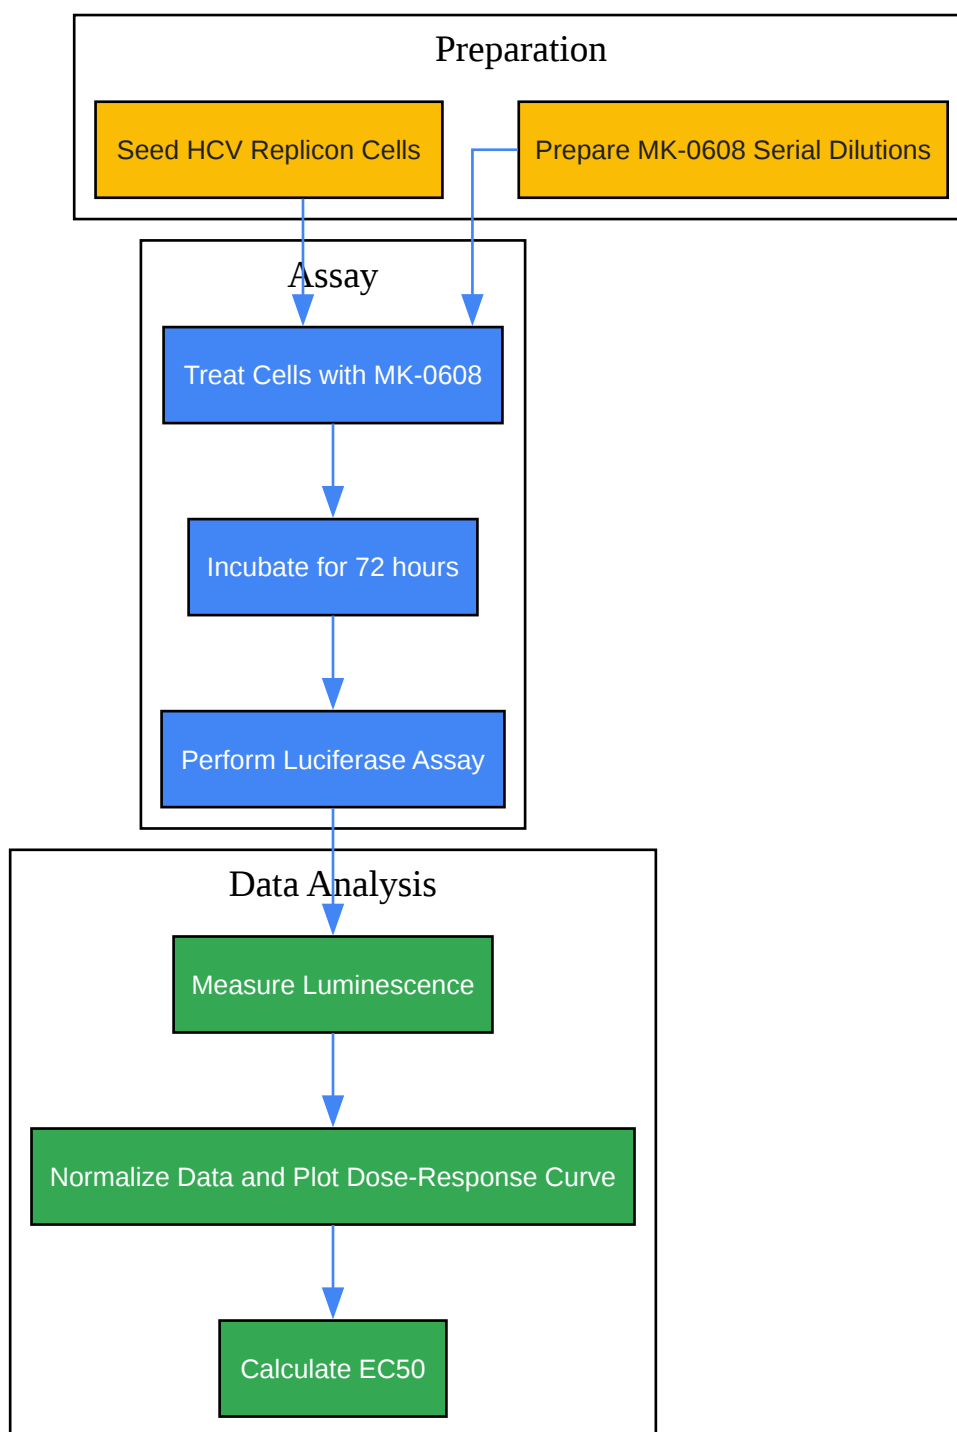 Preparation
Seed HCV Replicon Cells
Prepare MK-0608 Serial Dilutions
Assay
Treat Cells with MK-0608
Incubate for 72 hours
Perform Luciferase Assay
Data Analysis
Measure Luminescence
Normalize Data and Plot Dose-Response Curve
Calculate EC50